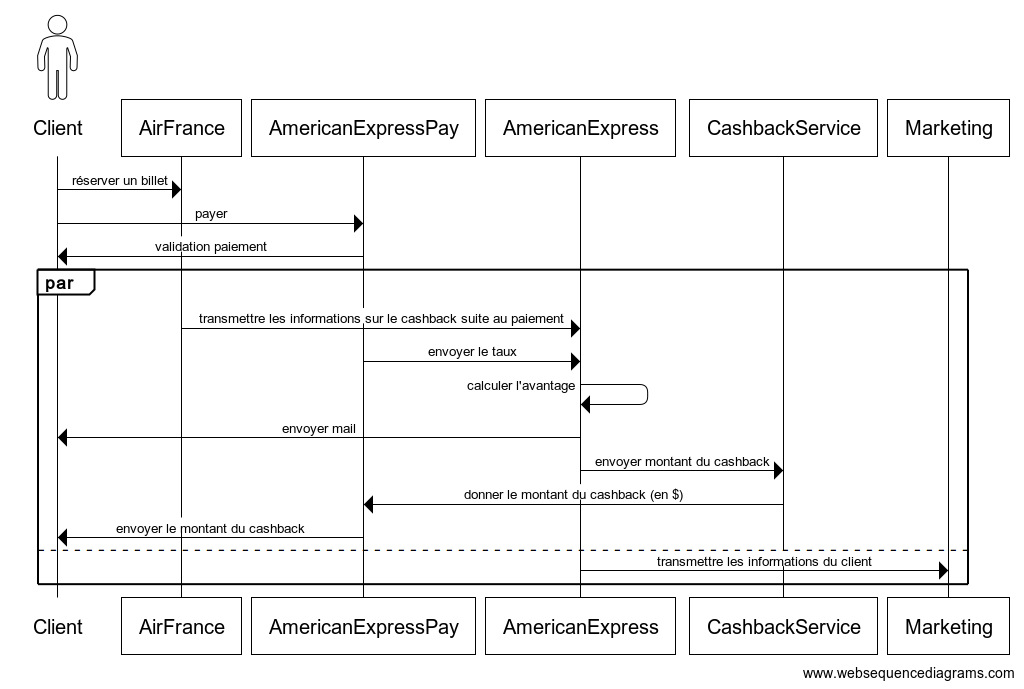 Client
AirFrance
AmericanExpressPay
AmericanExpress
CashbackService
Marketing
réserver un billet
payer
validation paiement
par
transmettre les informations sur le cashback suite au paiement
envoyer le taux
calculer l'avantage
envoyer mail
envoyer montant du cashback
donner le montant du cashback (en $)
envoyer le montant du cashback
transmettre les informations du client
Client
AirFrance
AmericanExpressPay
AmericanExpress
CashbackService
Marketing
www.websequencediagrams.com